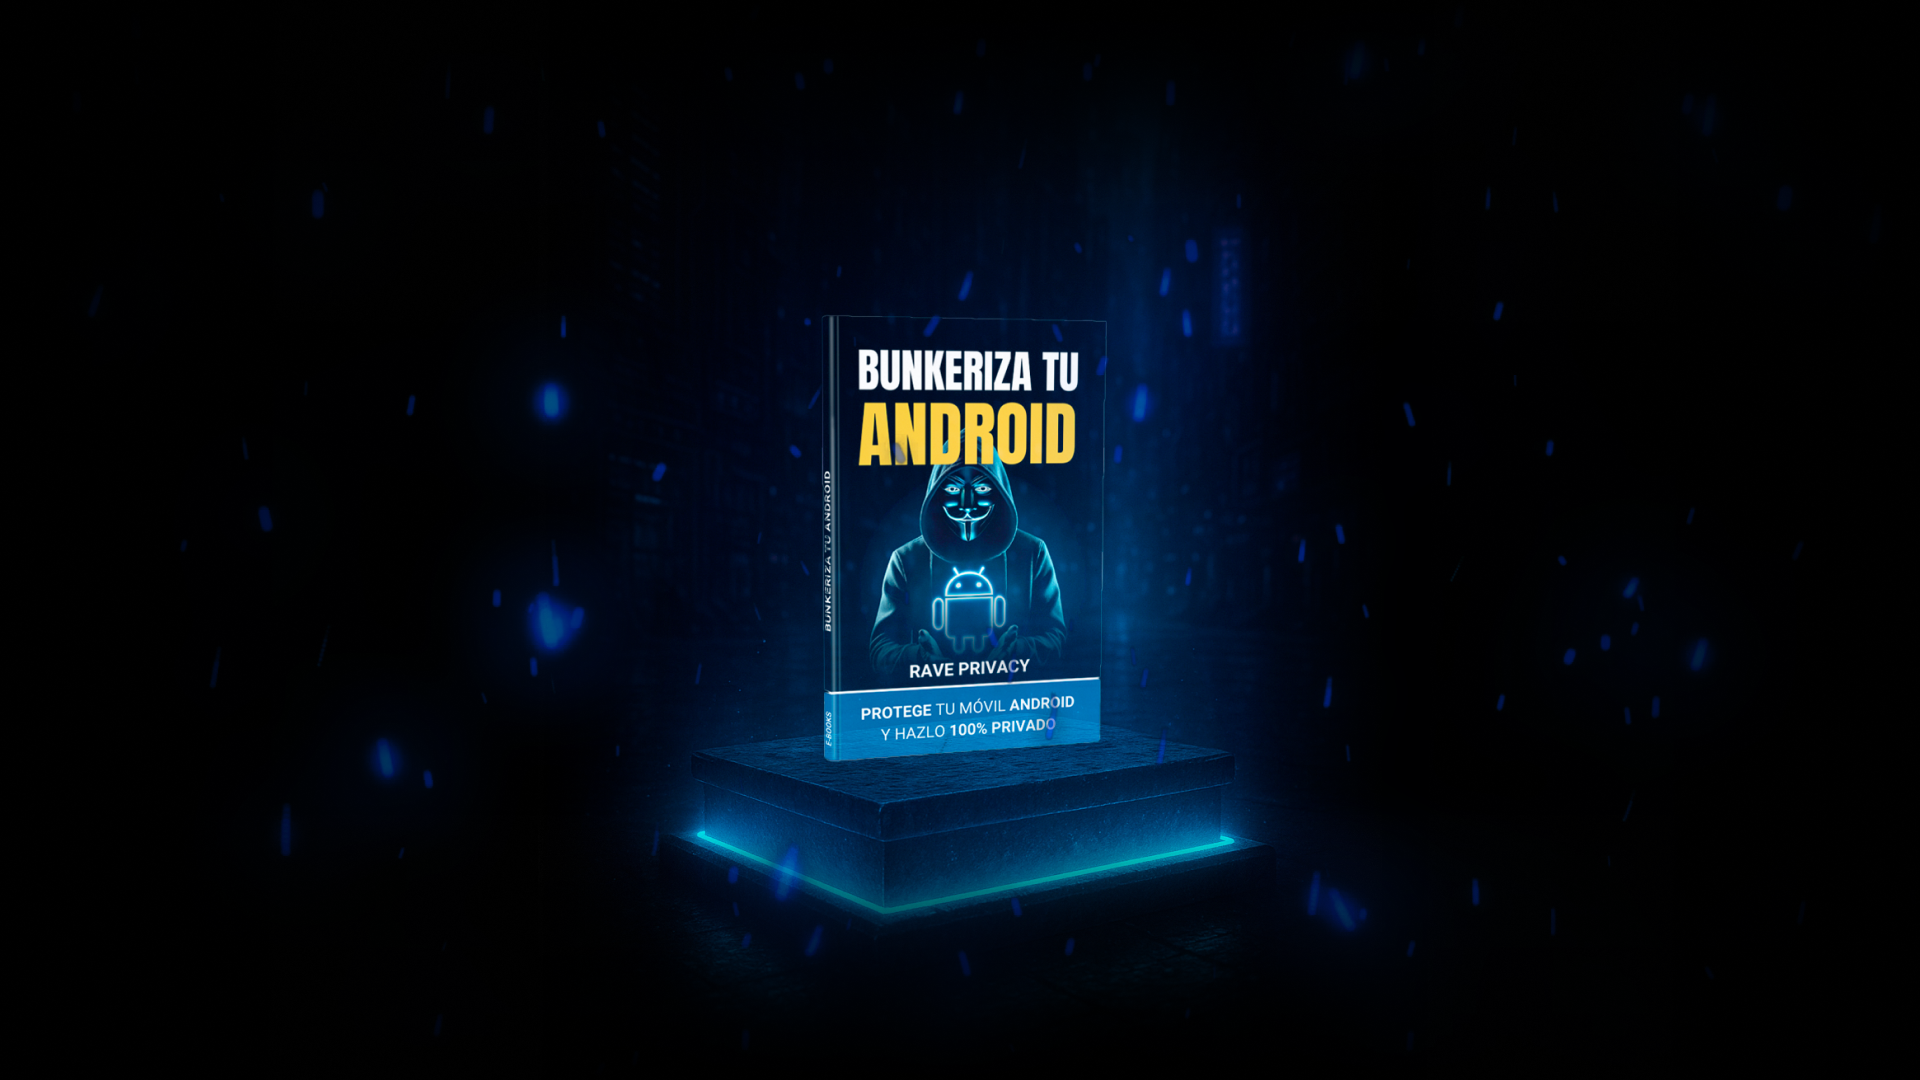 BUNKERIZA TU
ANDROID
RAVE PRIVACY
PROTEGE TU MÓVIL ANDROID
Y HAZLO 100% PRIVADO
BUNKERIZA TU ANDROID
E-BOOKS